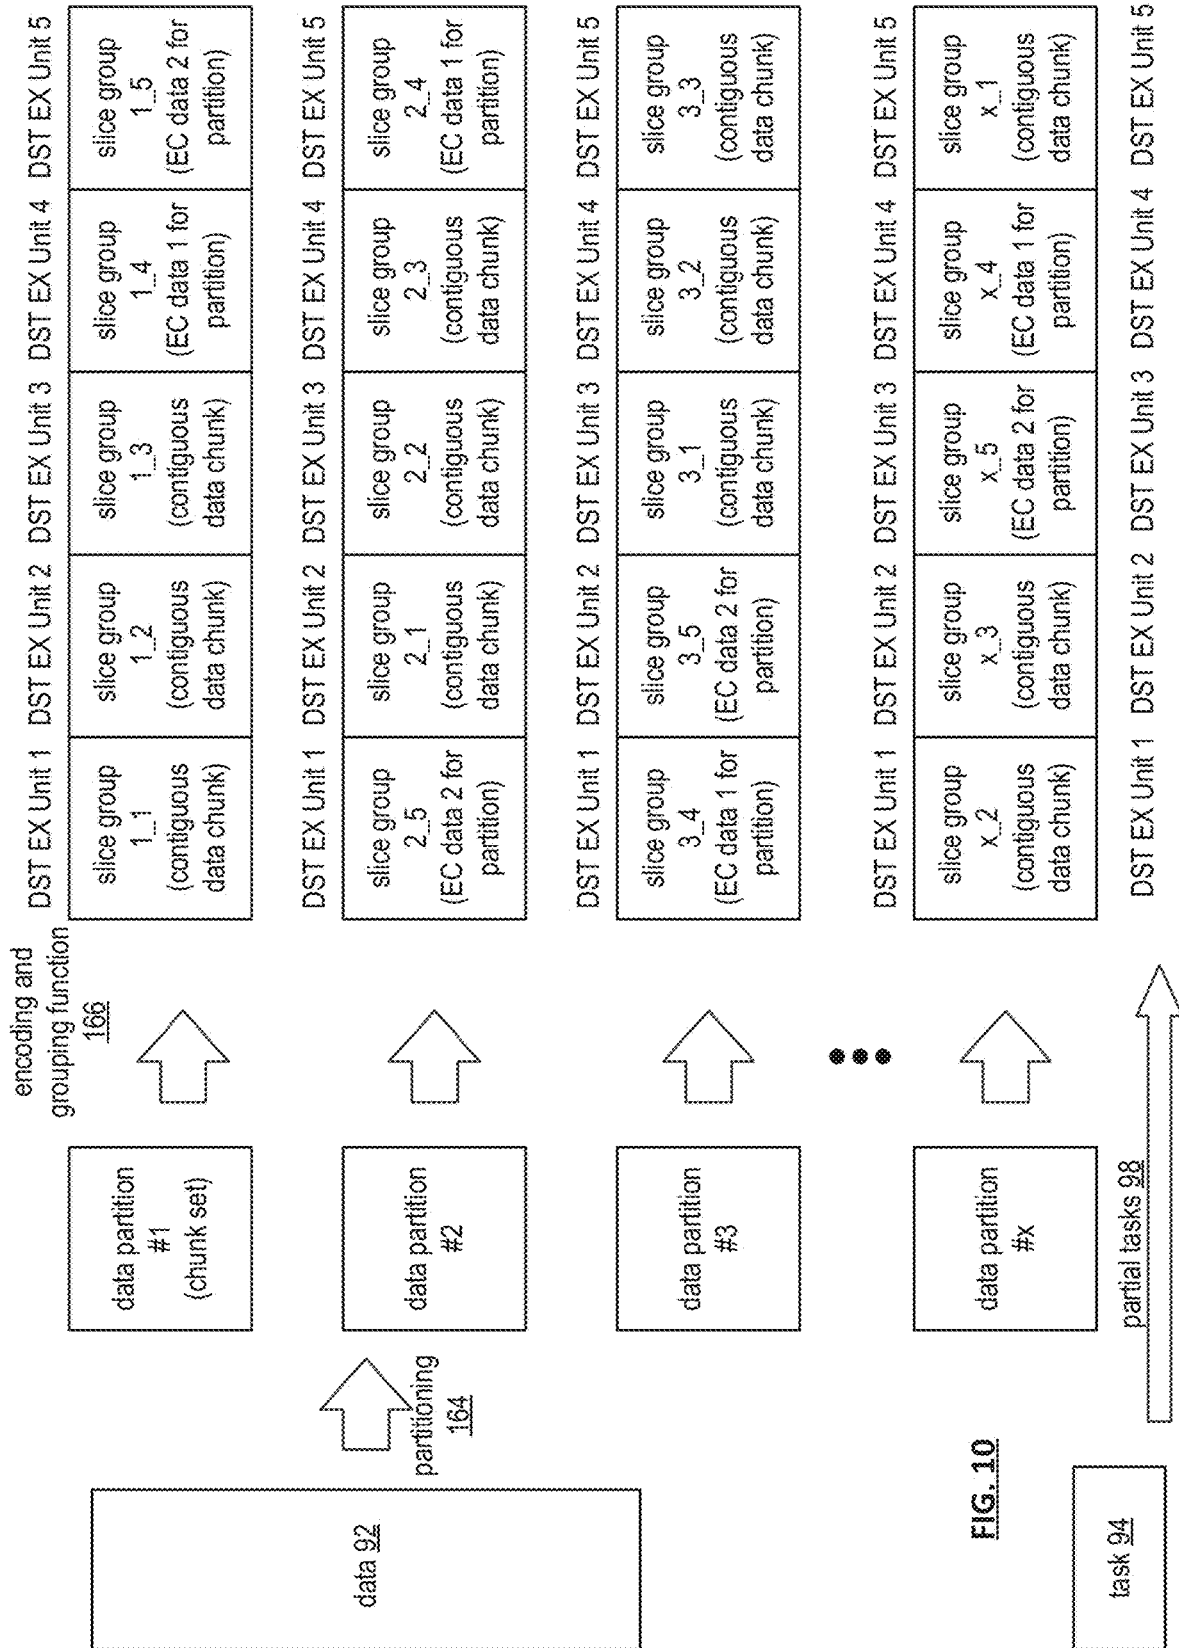 data 92
partitioning
164
data partition
#1
(chunk set)
data partition
#2
data partition
#3
data partition
#x
encoding and
grouping function
166
DST EX Unit 1 DST EX Unit 2 DST EX Unit 3 DST EX Unit 4 DST EX Unit 5
slice group
1_1
(contiguous
data chunk)
slice group
1_2
(contiguous
data chunk)
slice group
1_3
(contiguous
data chunk)
slice group
1_4
(EC data 1 for
partition)
slice group
1_5
(EC data 2 for
partition)
DST EX Unit 1 DST EX Unit 2 DST EX Unit 3 DST EX Unit 4 DST EX Unit 5
slice group
2_5
(EC data 2 for
partition)
slice group
2_1
(contiguous
data chunk)
slice group
2_2
(contiguous
data chunk)
slice group
2_3
(contiguous
data chunk)
slice group
2_4
(EC data 1 for
partition)
DST EX Unit 1 DST EX Unit 2 DST EX Unit 3 DST EX Unit 4 DST EX Unit 5
slice group
3_4
(EC data 1 for
partition)
slice group
3_5
(EC data 2 for
partition)
slice group
3_1
(contiguous
data chunk)
slice group
3_2
(contiguous
data chunk)
slice group
3_3
(contiguous
data chunk)
DST EX Unit 1 DST EX Unit 2 DST EX Unit 3 DST EX Unit 4 DST EX Unit 5
slice group
x_2
(contiguous
data chunk)
slice group
x_3
(contiguous
data chunk)
slice group
x_5
(EC data 2 for
partition)
slice group
x_4
(EC data 1 for
partition)
slice group
x_1
(contiguous
data chunk)
FIG. 10
task 94
partial tasks 98
DST EX Unit 1 DST EX Unit 2 DST EX Unit 3 DST EX Unit 4 DST EX Unit 5